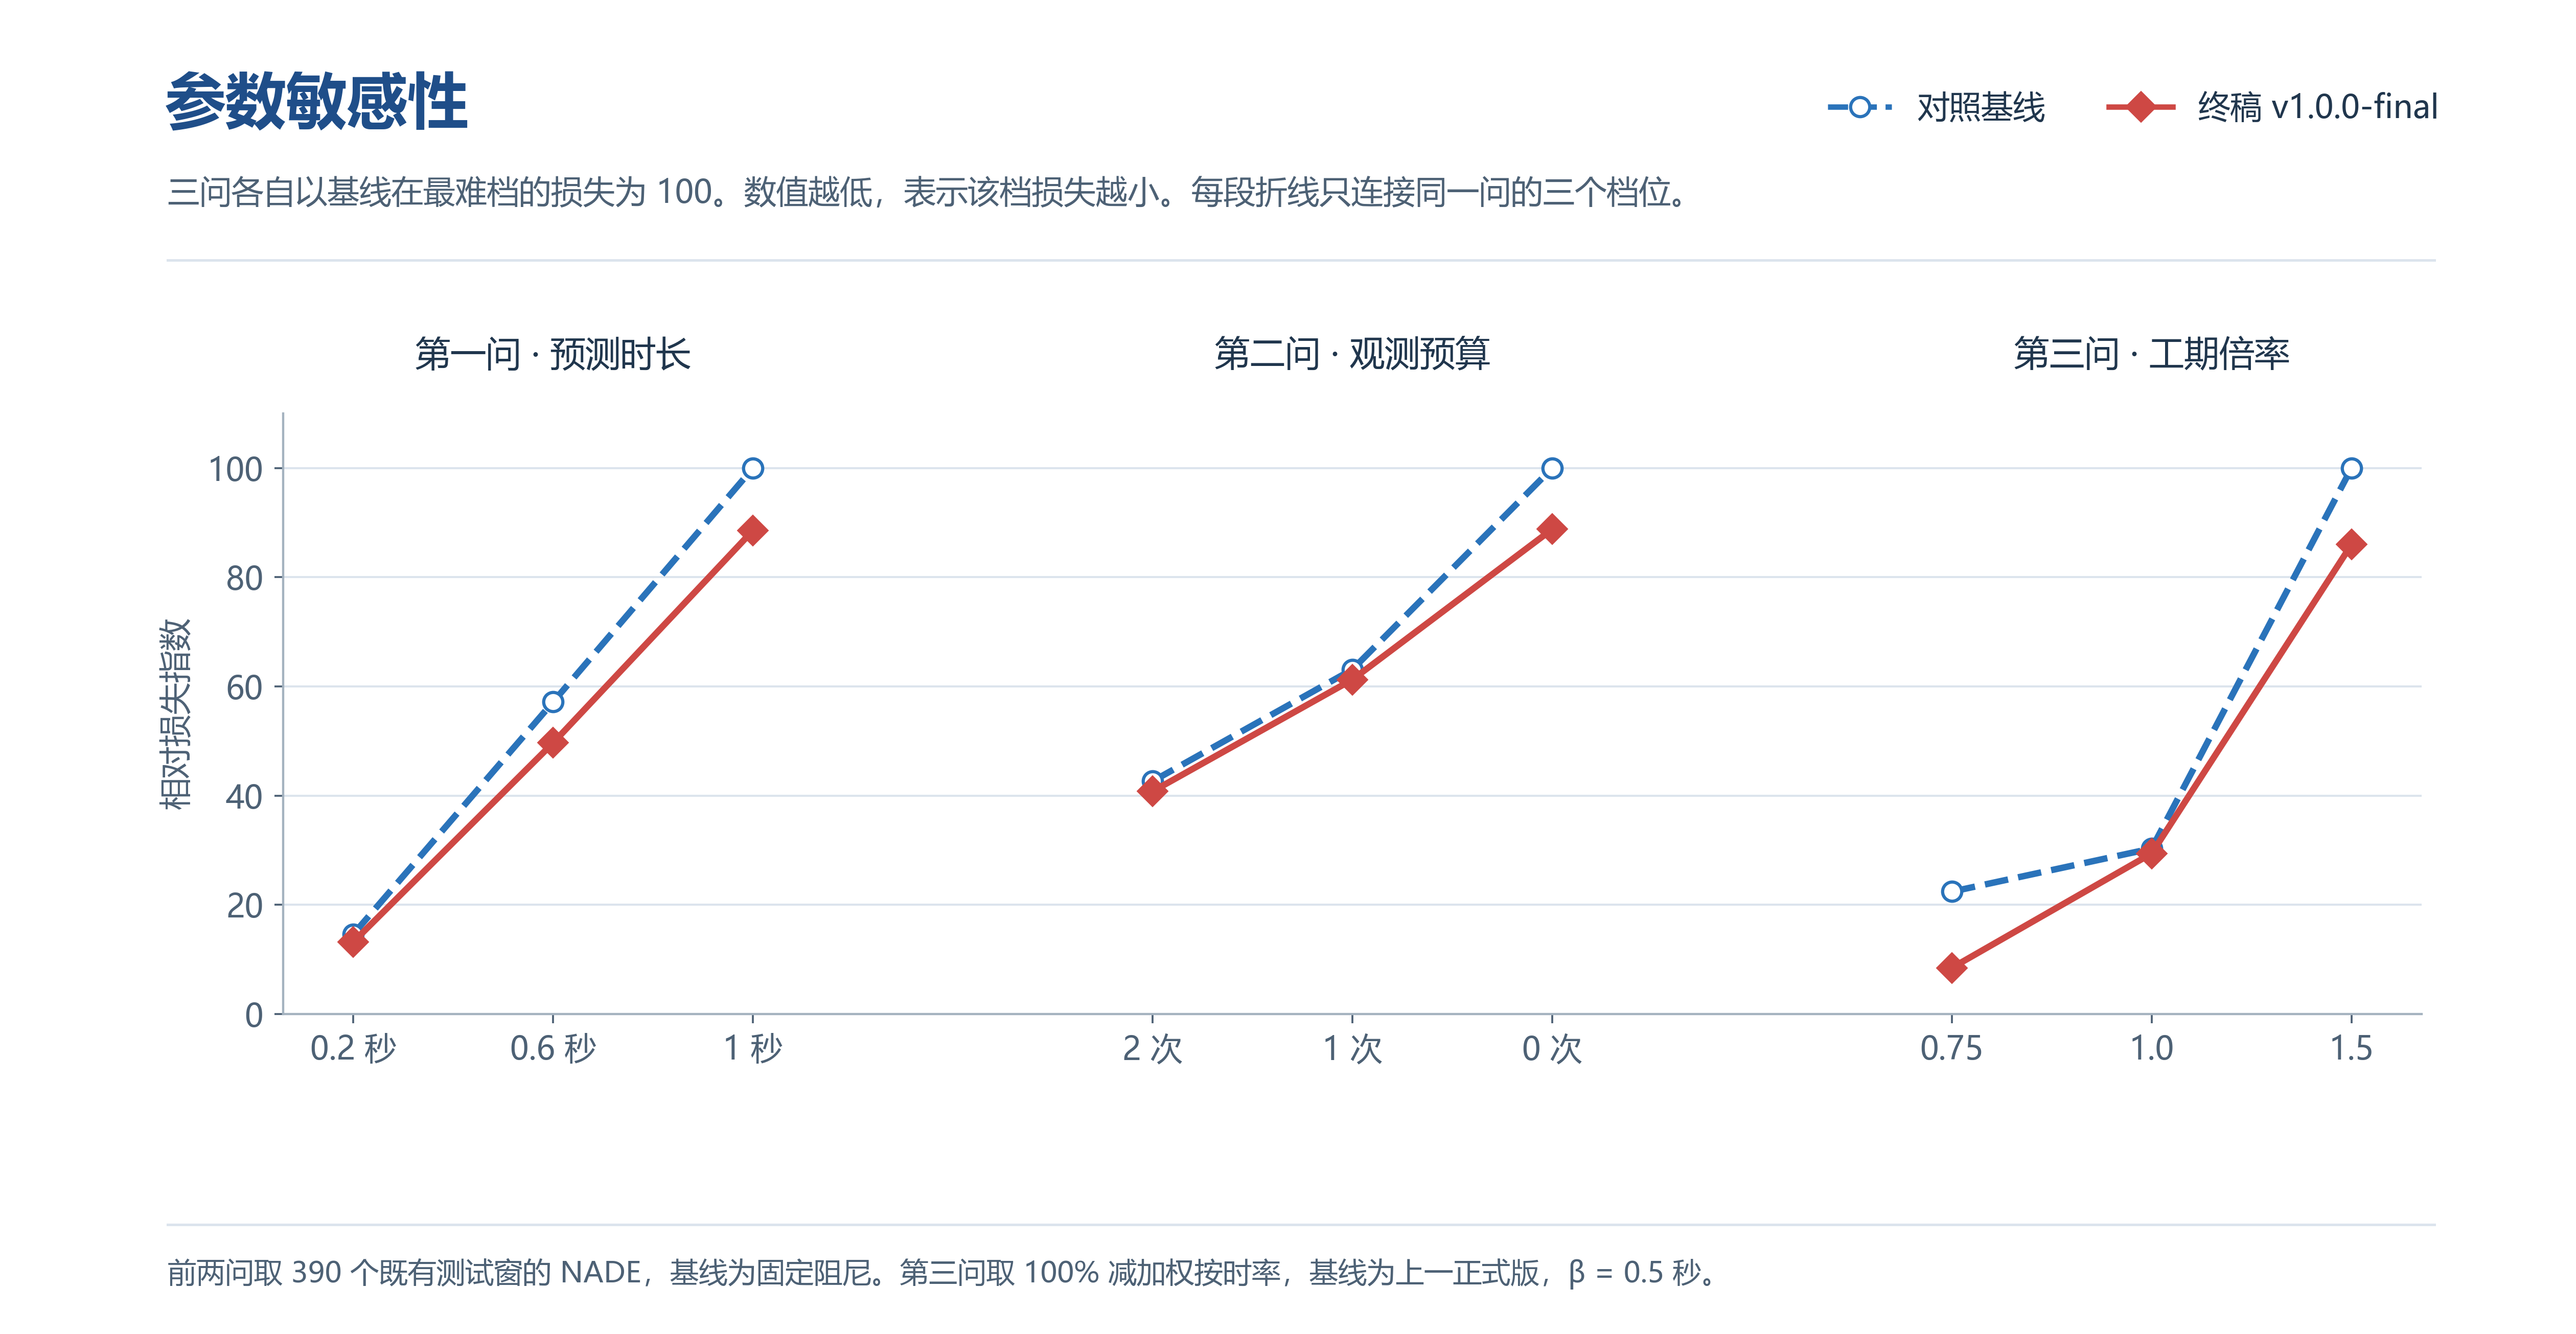 参数敏感性
对照基线
终稿 v1.0.0-final
三问各自以基线在最难档的损失为 100。数值越低，表示该档损失越小。每段折线只连接同一问的三个档位。
第一问 · 预测时长
第二问 · 观测预算
第三问 · 工期倍率
相对损失指数
100
80
60
40
20
0
0.2 秒
0.6 秒
1 秒
2 次
1 次
0 次
0.75
1.0
1.5
前两问取 390 个既有测试窗的 NADE，基线为固定阻尼。第三问取 100% 减加权按时率，基线为上一正式版，β = 0.5 秒。